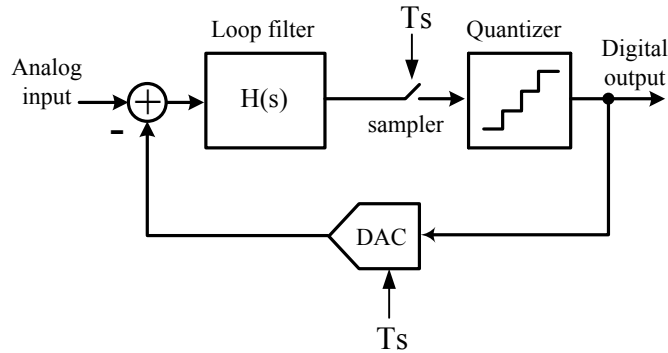 Loop filter
Ts
Quantizer
Digital
output
Analog
input
H(s)
sampler
+
-
DAC
Ts